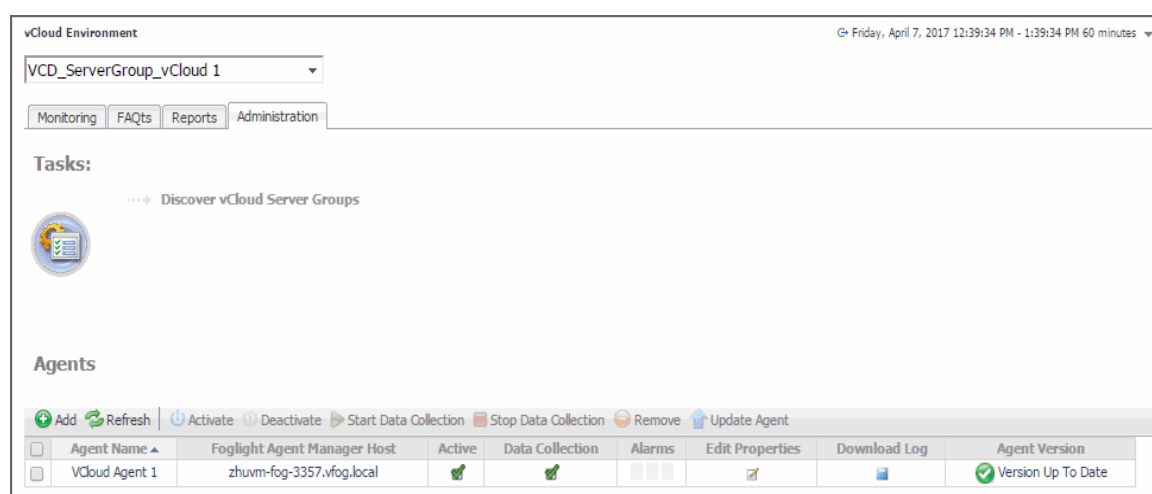 vCloud Environment
Friday, April 7, 2017 12:39:34 PM - 1:39:34 PM 60 minutes
VCD_ServerGroup_vCloud 1
Monitoring FAQts Reports Administration
Tasks:
Discover vCloud Server Groups
Agents
Add Refresh Activate Deactivate Start Data Collection Stop Data Collection Remove Update Agent
Agent Name Foglight Agent Manager Host Active Data Collection Alarms Edit Properties Download Log Agent Version
VCloud Agent 1 zhuvm-fog-3357.vfog.local Version Up To Date